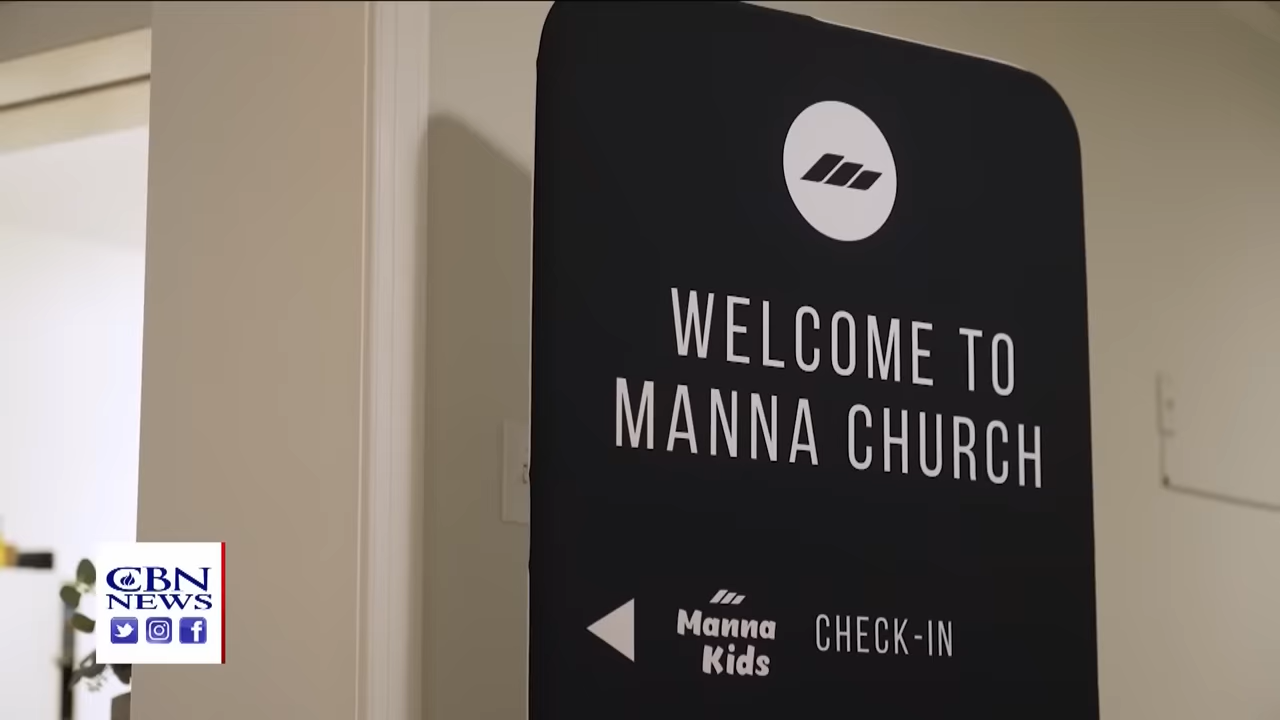 WELCOME TO
MANNA CHURCH
Manna
Kids
CHECK-IN
CBN
NEWS